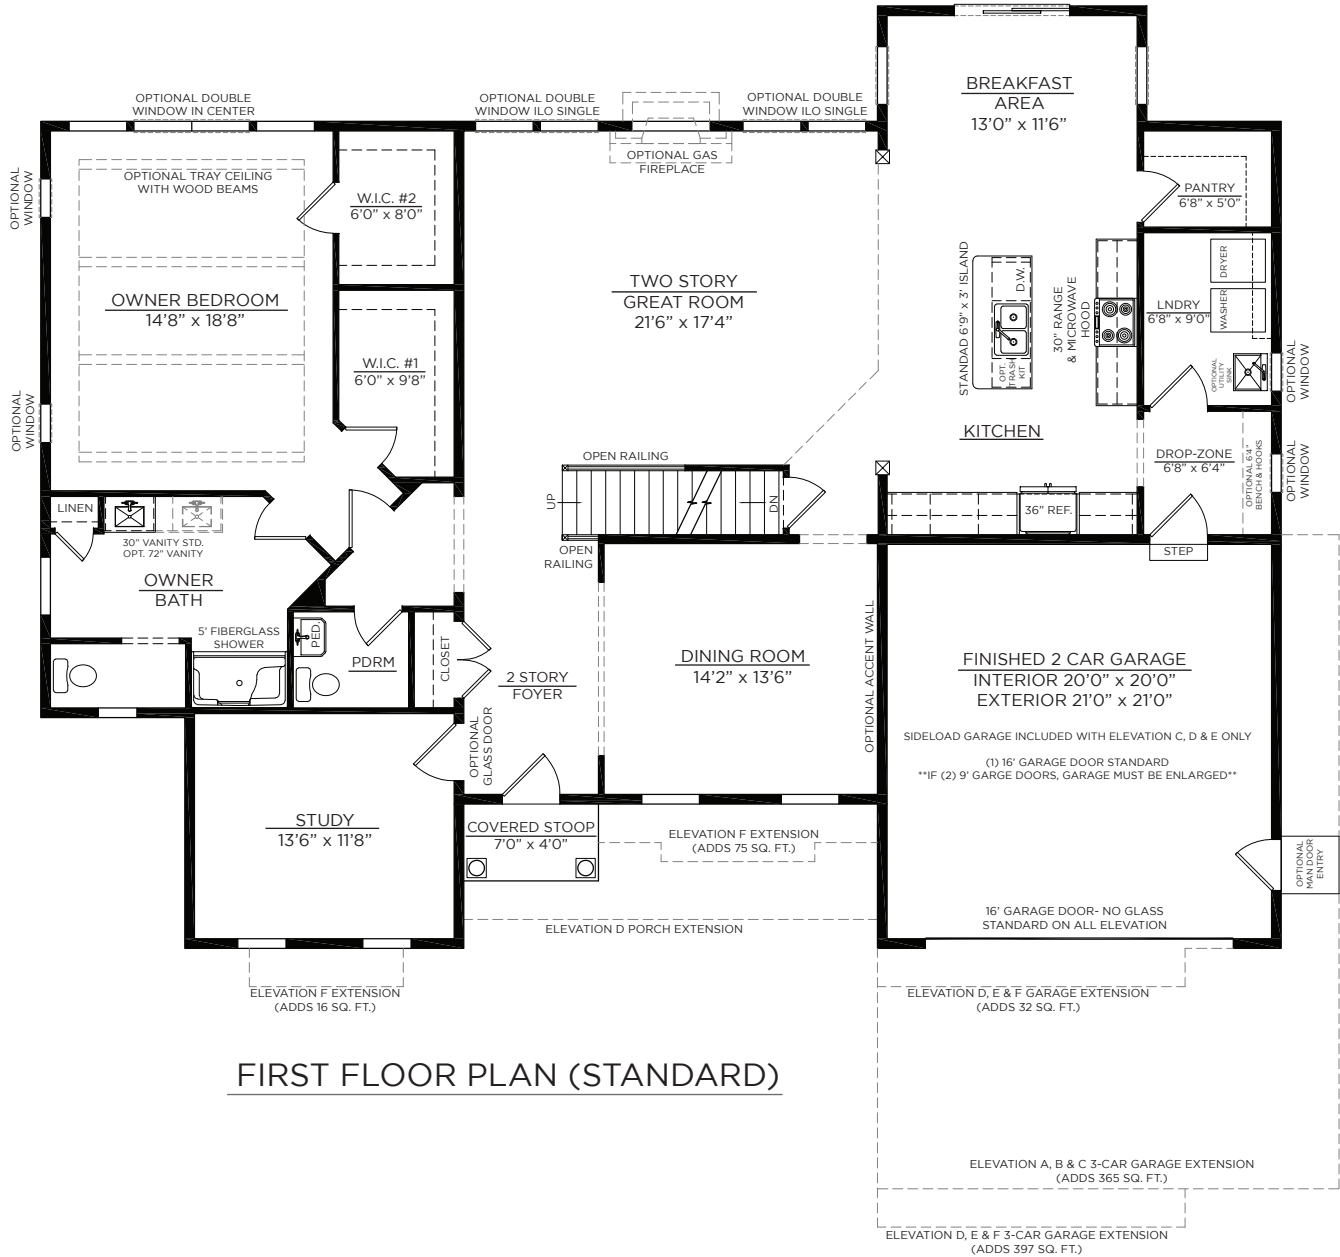 BREAKFAST
AREA
13'0" x 11'6"
OPTIONAL DOUBLE
WINDOW IN CENTER
OPTIONAL DOUBLE
WINDOW ILO SINGLE
OPTIONAL DOUBLE
WINDOW ILO SINGLE
OPTIONAL GAS
FIREPLACE
OPTIONAL
WINDOW
OPTIONAL TRAY CEILING
WITH WOOD BEAMS
W.I.C. #2
6'0" x 8'0"
PANTRY
6'8" x 5'0"
OWNER BEDROOM
14'8" x 18'8"
TWO STORY
GREAT ROOM
21'6" x 17'4"
STANDAD 6'9" x 3' ISLAND
D.W.
OPT.
TRASH
KIT
30" RANGE
& MICROWAVE
HOOD
DRYER
WASHER
LNDRY
6'8" x 9'0"
OPTIONAL
UTILITY
SINK
OPTIONAL
WINDOW
W.I.C. #1
6'0" x 9'8"
OPTIONAL
WINDOW
KITCHEN
DROP-ZONE
6'8" x 6'4"
OPTIONAL 6'4"
BENCH & HOOKS
OPTIONAL
WINDOW
OPEN RAILING
UP
DN
36" REF.
STEP
LINEN
30" VANITY STD.
OPT. 72" VANITY
OPEN
RAILING
OWNER
BATH
5' FIBERGLASS
SHOWER
PED.
PDRM
CLOSET
2 STORY
FOYER
OPTIONAL
GLASS DOOR
DINING ROOM
14'2" x 13'6"
OPTIONAL ACCENT WALL
FINISHED 2 CAR GARAGE
INTERIOR 20'0" x 20'0"
EXTERIOR 21'0" x 21'0"
SIDELOAD GARAGE INCLUDED WITH ELEVATION C, D & E ONLY
(1) 16' GARAGE DOOR STANDARD
**IF (2) 9' GARGE DOORS, GARAGE MUST BE ENLARGED**
STUDY
13'6" x 11'8"
COVERED STOOP
7'0" x 4'0"
ELEVATION F EXTENSION
(ADDS 75 SQ. FT.)
OPTIONAL
MAN DOOR
ENTRY
16' GARAGE DOOR- NO GLASS
STANDARD ON ALL ELEVATION
ELEVATION D PORCH EXTENSION
ELEVATION F EXTENSION
(ADDS 16 SQ. FT.)
ELEVATION D, E & F GARAGE EXTENSION
(ADDS 32 SQ. FT.)
FIRST FLOOR PLAN (STANDARD)
ELEVATION A, B & C 3-CAR GARAGE EXTENSION
(ADDS 365 SQ. FT.)
ELEVATION D, E & F 3-CAR GARAGE EXTENSION
(ADDS 397 SQ. FT.)